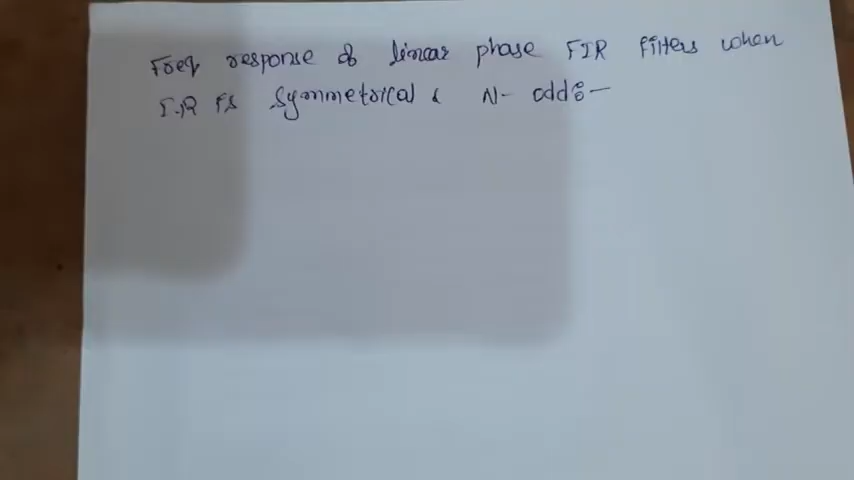 Freq response of linear phase FIR filters when
I.R is Symmetrical & N- odd:-